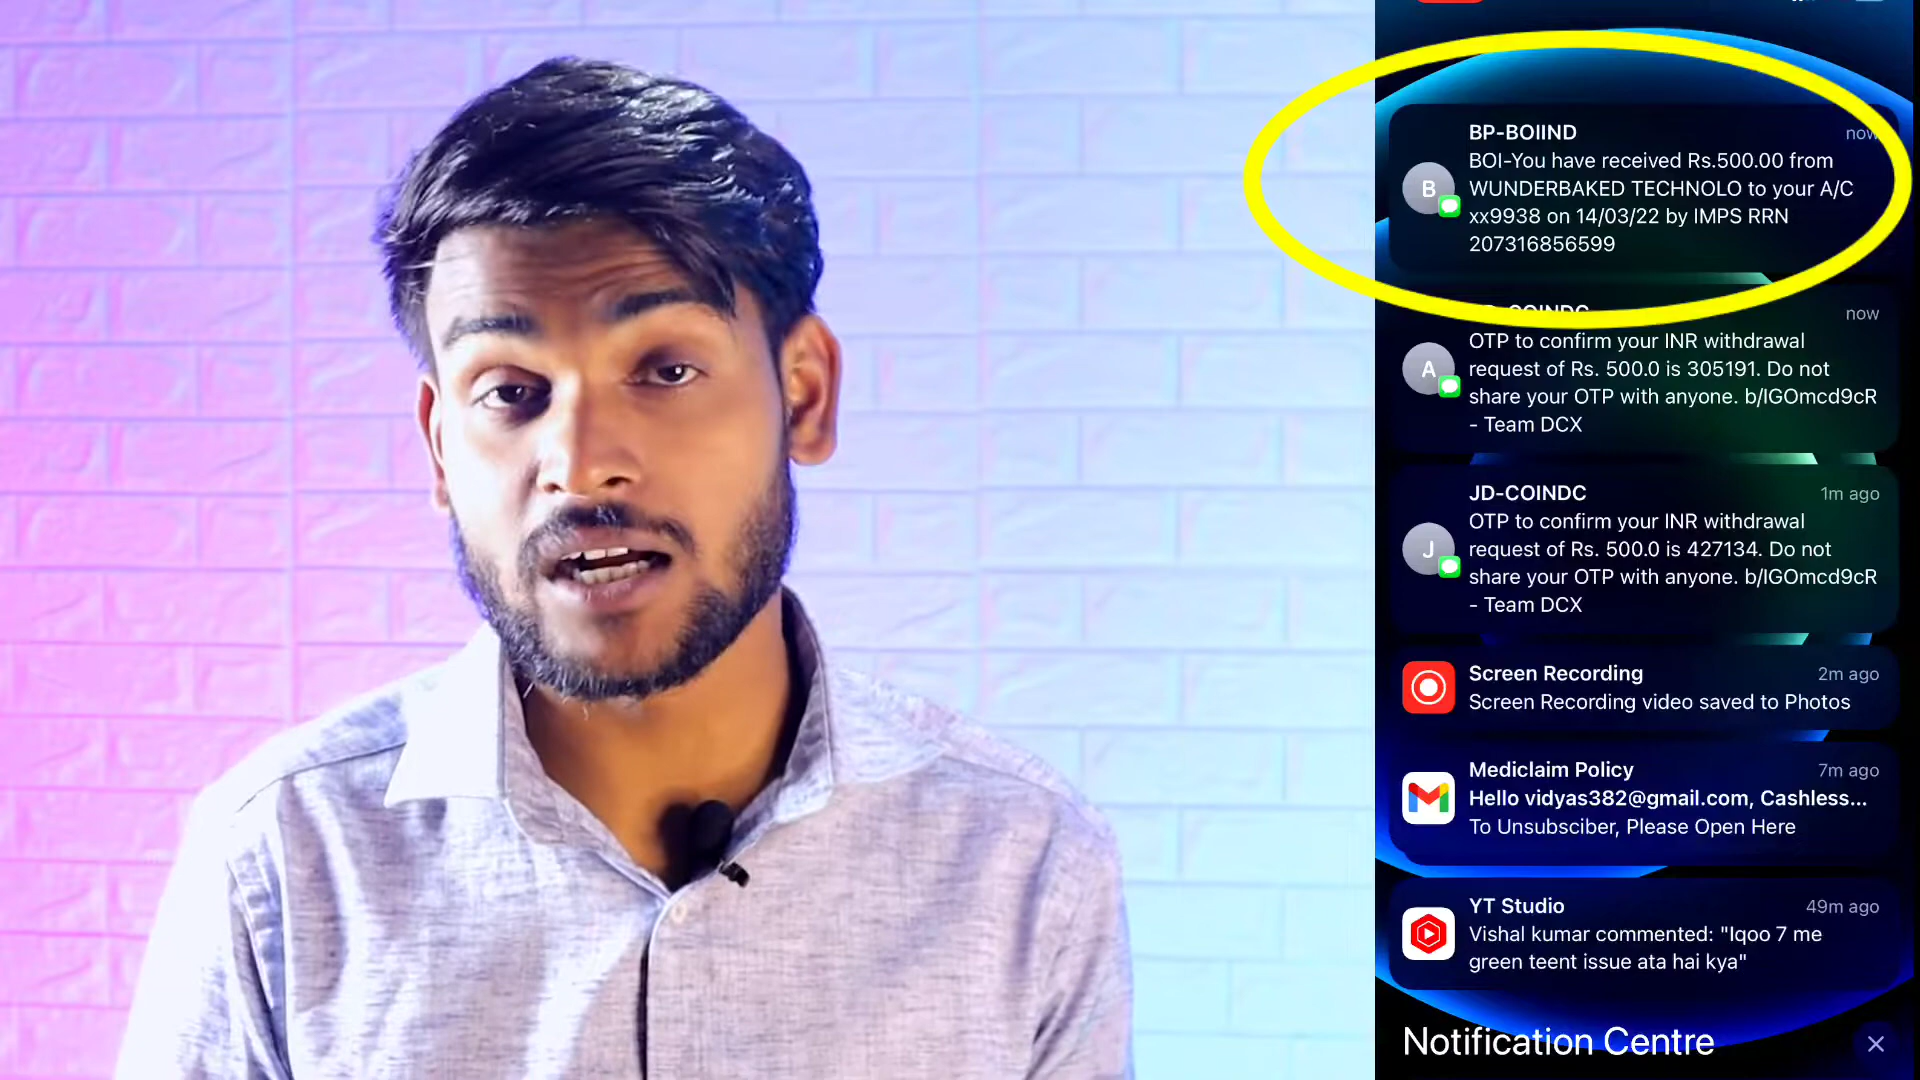 BP-BOIIND
now
BOI-You have received Rs.500.00 from
WUNDERBAKED TECHNOLO to your A/C
xx9938 on 14/03/22 by IMPS RRN
207316856599
B
COINDC
now
OTP to confirm your INR withdrawal
request of Rs. 500.0 is 305191. Do not
share your OTP with anyone. b/IGOmcd9cR
- Team DCX
A
JD-COINDC
1m ago
OTP to confirm your INR withdrawal
request of Rs. 500.0 is 427134. Do not
share your OTP with anyone. b/IGOmcd9cR
- Team DCX
J
Screen Recording
2m ago
Screen Recording video saved to Photos
Mediclaim Policy
7m ago
Hello vidyas382@gmail.com, Cashless...
To Unsubsciber, Please Open Here
YT Studio
49m ago
Vishal kumar commented: "Iqoo 7 me
green teent issue ata hai kya"
Notification Centre